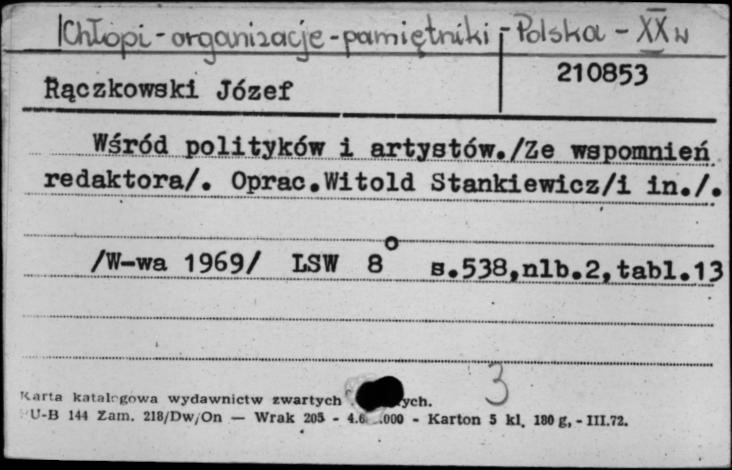 Chłopi - organizacje - pamiętniki - Polska - XX w
Rączkowski Józef
210853
Wśród polityków i artystów./Ze wspomnień
redaktora/. Oprac.Witold Stankiewicz/i in./.
/W-wa 1969/ LSW 8° s.538,nlb.2,tabl.13
3
Karta katalogowa wydawnictw zwartych
PU-B 144 Zam. 218/Dw/On — Wrak 205 - - Karton 5 kl. 180 g, - III.72.